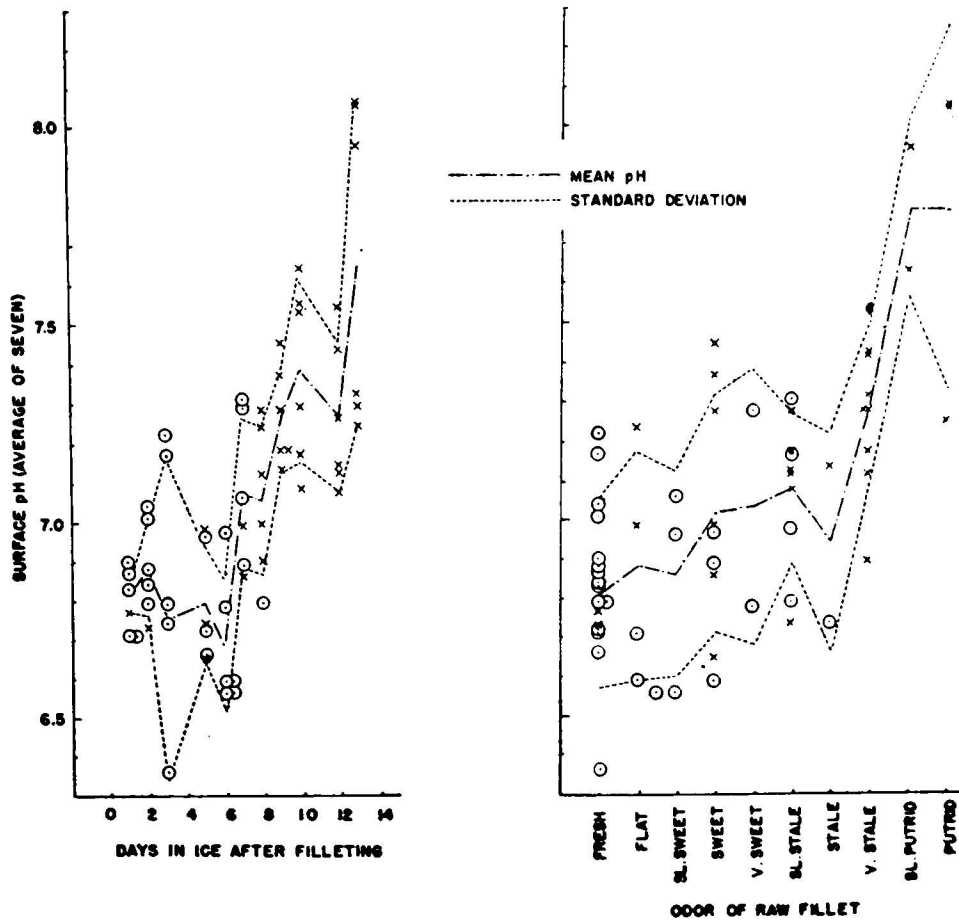 SURFACE pH (AVERAGE OF SEVEN)
8.0
7.5
7.0
6.5
0 2 4 6 8 10 12 14
DAYS IN ICE AFTER FILLETING
MEAN pH
STANDARD DEVIATION
FRESH
FLAT
SL. SWEET
SWEET
V. SWEET
SL. STALE
STALE
V. STALE
SL. PUTRID
PUTRID
ODOR OF RAW FILLET